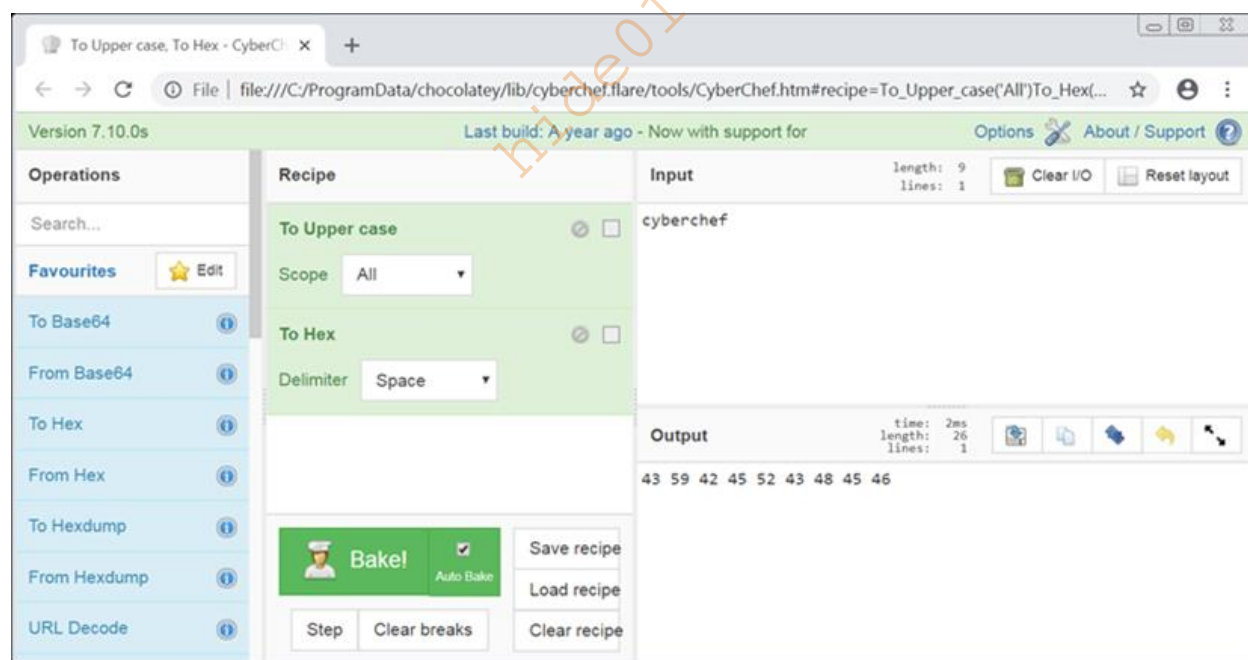 To Upper case, To Hex - CyberCh
File | file:///C:/ProgramData/chocolatey/lib/cyberchef.flare/tools/CyberChef.htm#recipe=To_Upper_case('All')To_Hex(...
Version 7.10.0s
Last build: A year ago - Now with support for
Options
About / Support
Operations
Search...
Favourites
Edit
To Base64
From Base64
To Hex
From Hex
To Hexdump
From Hexdump
URL Decode
Recipe
To Upper case
Scope All
To Hex
Delimiter Space
Bake!
Auto Bake
Step
Clear breaks
Save recipe
Load recipe
Clear recipe
Input
length: 9
lines: 1
Clear I/O
Reset layout
cyberchef
Output
time: 2ms
length: 26
lines: 1
43 59 42 45 52 43 48 45 46
hide01